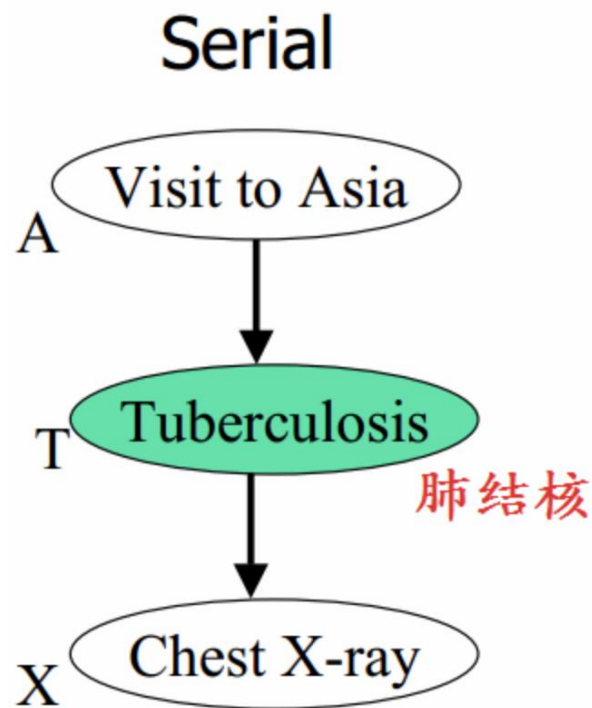 Serial
Visit to Asia
A
Tuberculosis
T
肺结核
Chest X-ray
X